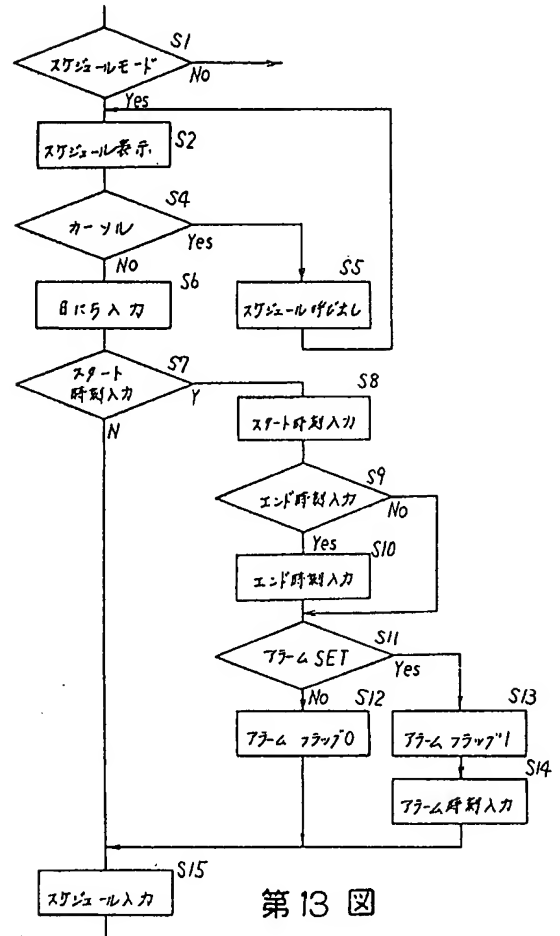 S1
スケジュールモード
No
Yes
S2
スケジュール表示
S4
カーソル
Yes
No
S5
スケジュール呼び出し
S6
日にち入力
S7
スタート
時刻入力
Y
N
S8
スタート時刻入力
S9
エンド時刻入力
No
Yes
S10
エンド時刻入力
S11
アラームSET
Yes
No
S12
アラームフラッグ0
S13
アラームフラッグ1
S14
アラーム時刻入力
S15
スケジュール入力
第13図